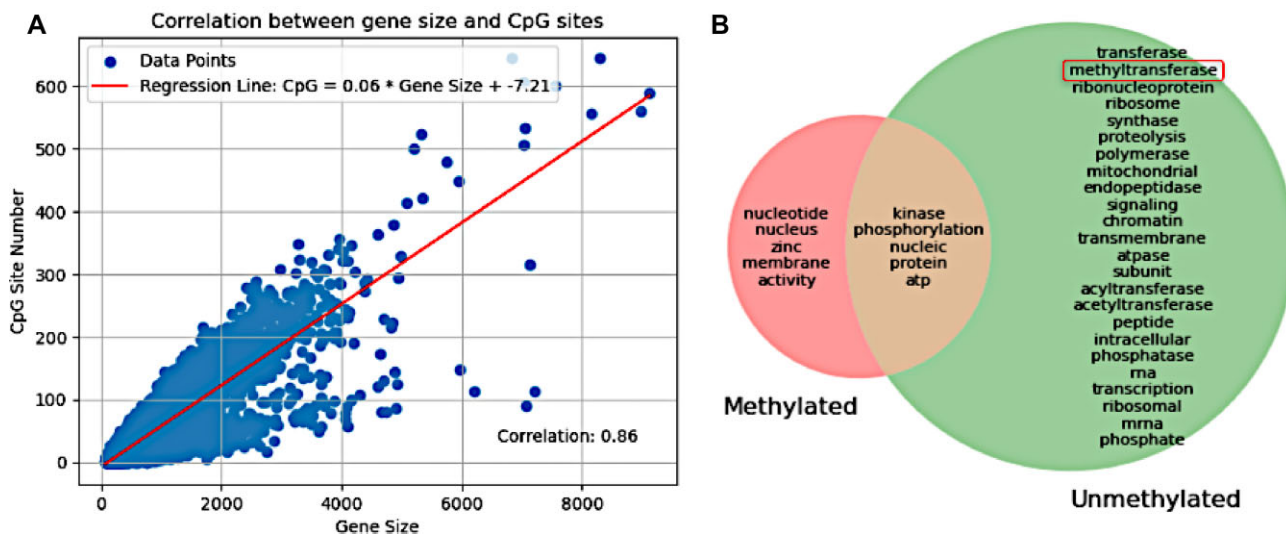 A
Correlation between gene size and CpG sites
Data Points
Regression Line: CpG = 0.06 * Gene Size + -7.21
CpG Site Number
600
500
400
300
200
100
0
0
2000
4000
6000
8000
Gene Size
Correlation: 0.86
B
nucleotide
nucleus
zinc
membrane
activity
kinase
phosphorylation
nucleic
protein
atp
transferase
methyltransferase
ribonucleoprotein
ribosome
synthase
proteolysis
polymerase
mitochondrial
endopeptidase
signaling
chromatin
transmembrane
atpase
subunit
acyltransferase
acetyltransferase
peptide
intracellular
phosphatase
rna
transcription
ribosomal
mrna
phosphate
Methylated
Unmethylated